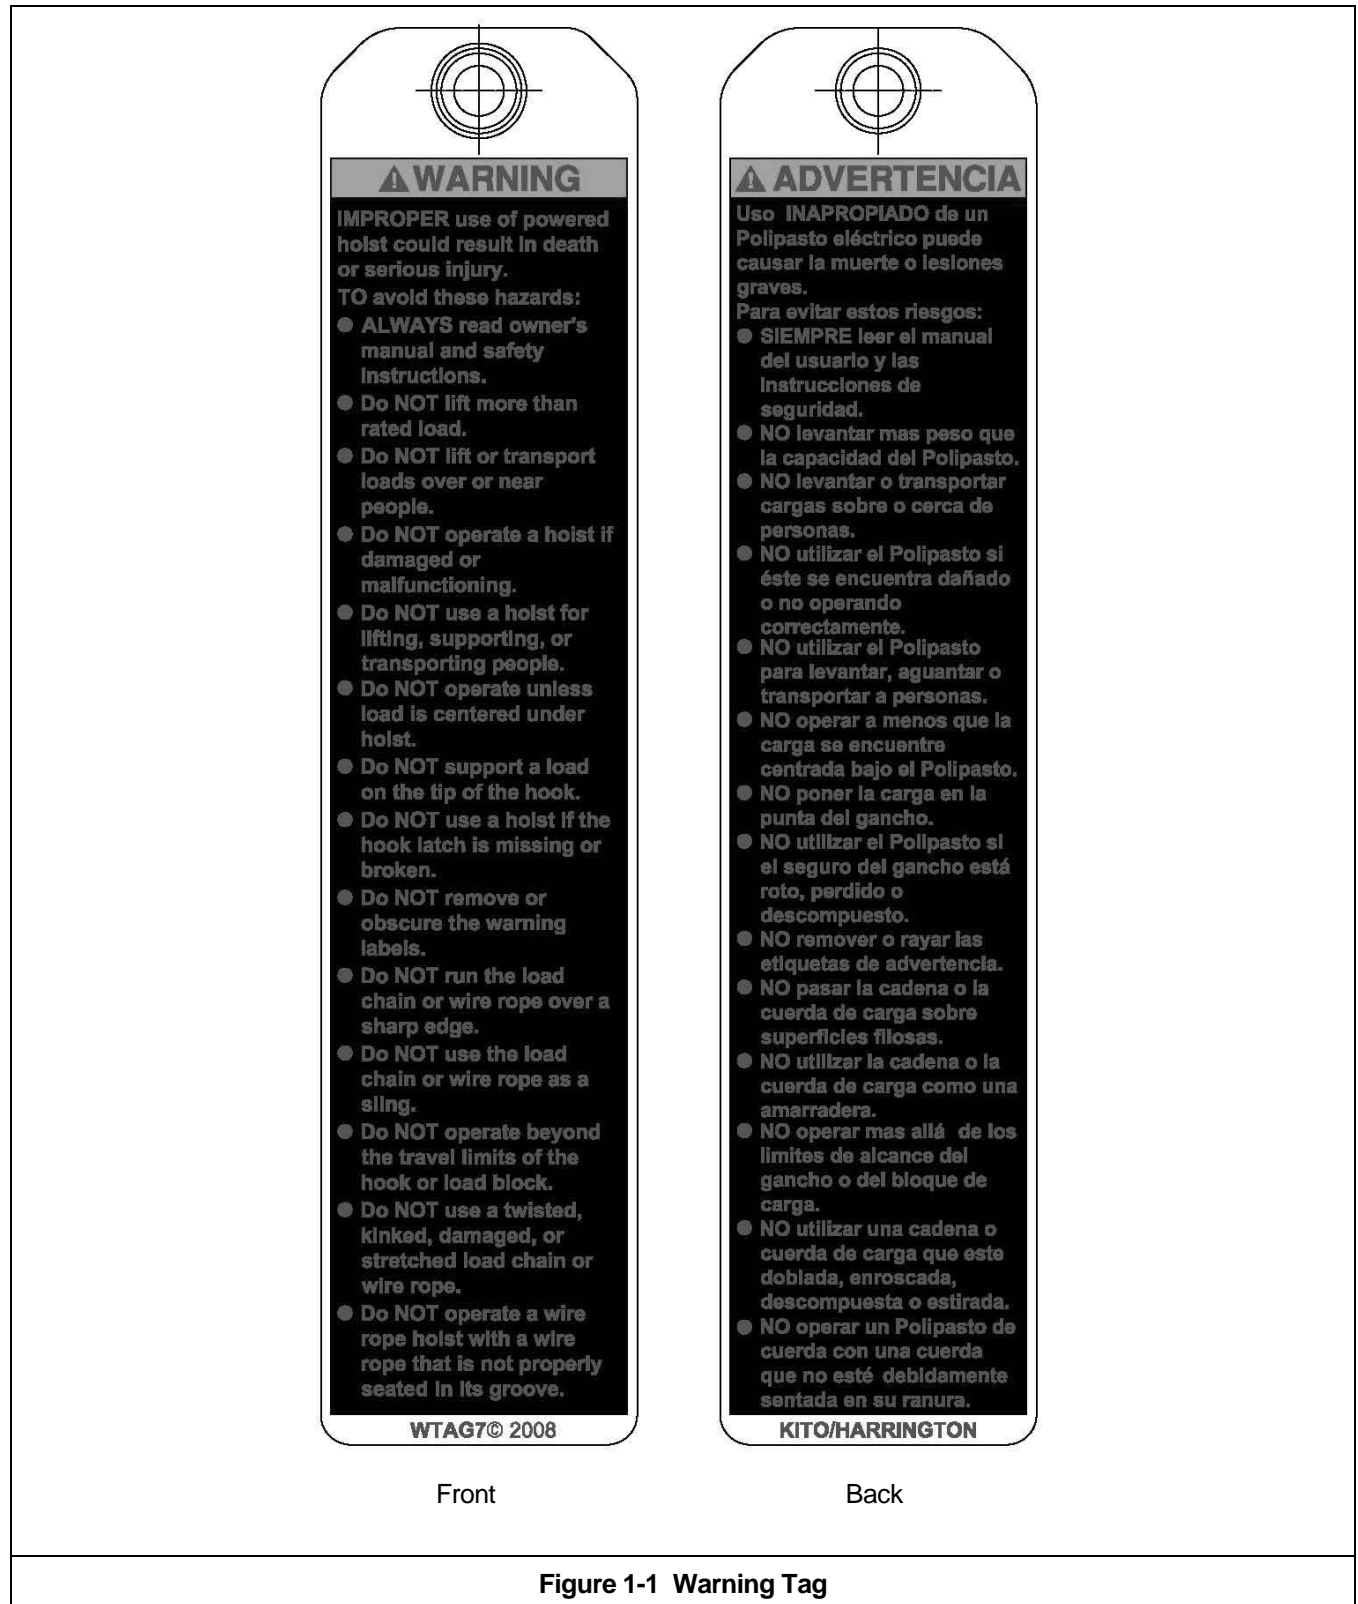 WARNING
IMPROPER use of powered
hoist could result in death
or serious injury.
TO avoid these hazards:
● ALWAYS read owner's
manual and safety
instructions.
● Do NOT lift more than
rated load.
● Do NOT lift or transport
loads over or near
people.
● Do NOT operate a hoist if
damaged or
malfunctioning.
● Do NOT use a hoist for
lifting, supporting, or
transporting people.
● Do NOT operate unless
load is centered under
hoist.
● Do NOT support a load
on the tip of the hook.
● Do NOT use a hoist if the
hook latch is missing or
broken.
● Do NOT remove or
obscure the warning
labels.
● Do NOT run the load
chain or wire rope over a
sharp edge.
● Do NOT use the load
chain or wire rope as a
sling.
● Do NOT operate beyond
the travel limits of the
hook or load block.
● Do NOT use a twisted,
kinked, damaged, or
stretched load chain or
wire rope.
● Do NOT operate a wire
rope hoist with a wire
rope that is not properly
seated in its groove.
WTAG7© 2008
Front
ADVERTENCIA
Uso INAPROPIADO de un
Polipasto eléctrico puede
causar la muerte o lesiones
graves.
Para evitar estos riesgos:
● SIEMPRE leer el manual
del usuario y las
instrucciones de
seguridad.
● NO levantar mas peso que
la capacidad del Polipasto.
● NO levantar o transportar
cargas sobre o cerca de
personas.
● NO utilizar el Polipasto si
éste se encuentra dañado
o no operando
correctamente.
● NO utilizar el Polipasto
para levantar, aguantar o
transportar a personas.
● NO operar a menos que la
carga se encuentre
centrada bajo el Polipasto.
● NO poner la carga en la
punta del gancho.
● NO utilizar el Polipasto si
el seguro del gancho está
roto, perdido o
descompuesto.
● NO remover o rayar las
etiquetas de advertencia.
● NO pasar la cadena o la
cuerda de carga sobre
superficies filosas.
● NO utilizar la cadena o la
cuerda de carga como una
amarradera.
● NO operar mas allá de los
limites de alcance del
gancho o del bloque de
carga.
● NO utilizar una cadena o
cuerda de carga que este
doblada, enroscada,
descompuesta o estirada.
● NO operar un Polipasto de
cuerda con una cuerda
que no esté debidamente
sentada en su ranura.
KITO/HARRINGTON
Back
Figure 1-1 Warning Tag